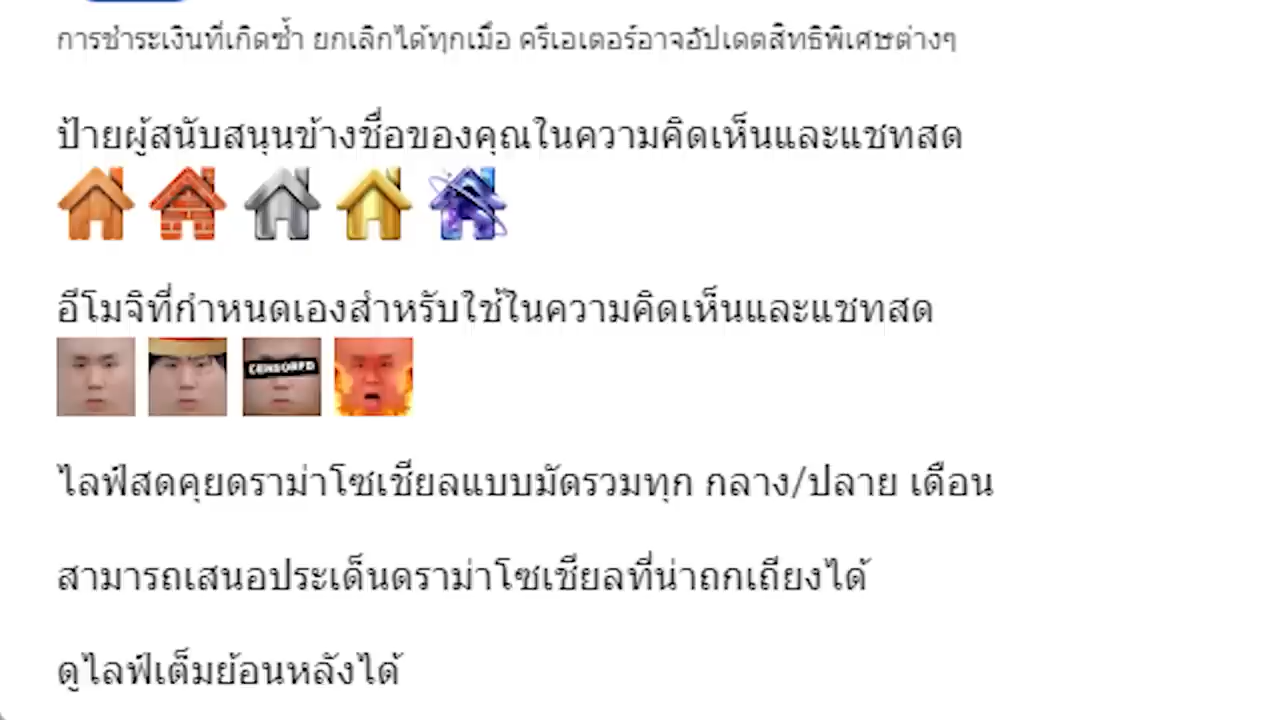 การชำระเงินที่เกิดซ้ำ ยกเลิกได้ทุกเมื่อ ครีเอเตอร์อาจอัปเดตสิทธิพิเศษต่างๆ
ป้ายผู้สนับสนุนข้างชื่อของคุณในความคิดเห็นและแชทสด
อีโมจิที่กำหนดเองสำหรับใช้ในความคิดเห็นและแชทสด
CENSORED
ไลฟ์สดคุยดราม่าโซเชียลแบบมัดรวมทุก กลาง/ปลาย เดือน
สามารถเสนอประเด็นดราม่าโซเชียลที่น่าถกเถียงได้
ดูไลฟ์เต็มย้อนหลังได้